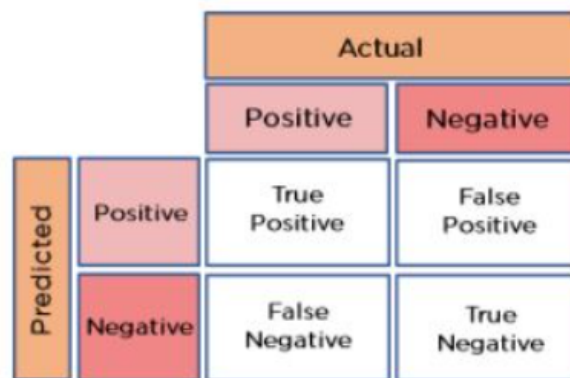 Actual
Positive
Negative
Predicted
Positive
True
Positive
False
Positive
Negative
False
Negative
True
Negative